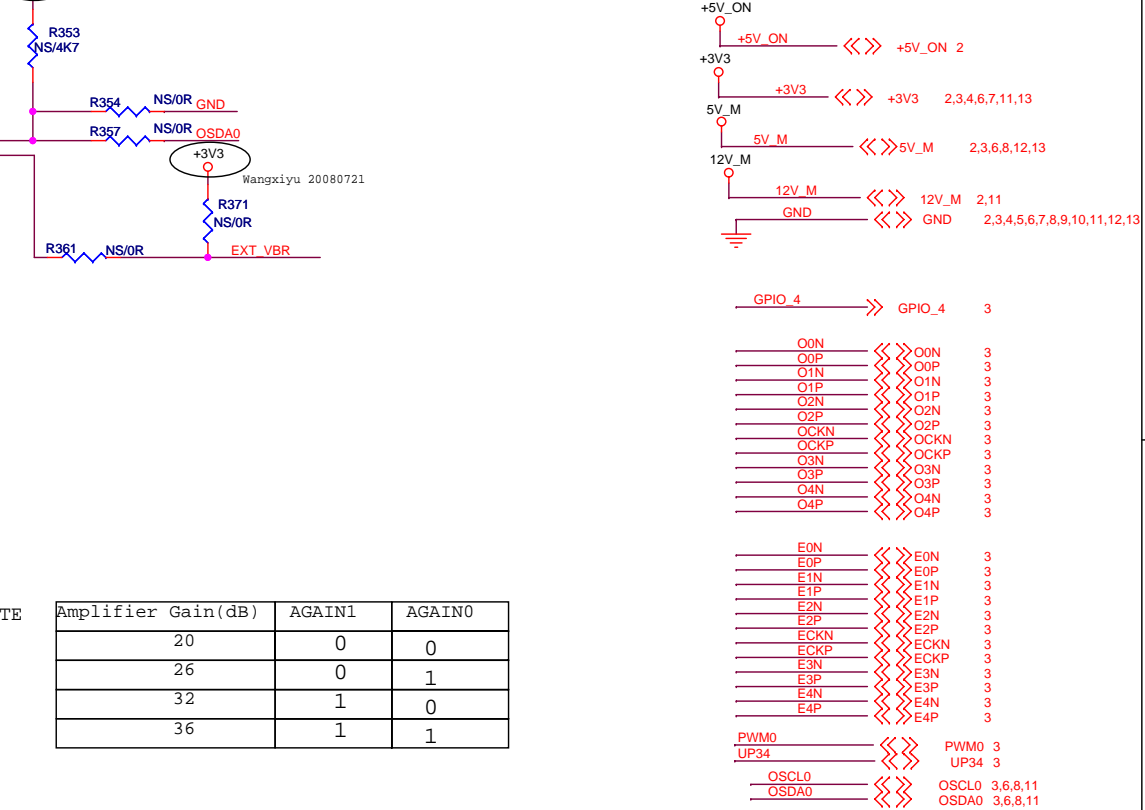 R353
NS/4K7
R354 NS/0R GND
R357 NS/0R OSDA0
+3V3
Wangxiyu 20080721
R371
NS/0R
R361 NS/0R EXT_VBR
+5V_ON
+5V_ON +5V_ON 2
+3V3
+3V3 +3V3 2,3,4,6,7,11,13
5V_M
5V_M 5V_M 2,3,6,8,12,13
12V_M
12V_M 12V_M 2,11
GND GND 2,3,4,5,6,7,8,9,10,11,12,13
GPIO_4 GPIO_4 3
O0N O0N 3
O0P O0P 3
O1N O1N 3
O1P O1P 3
O2N O2N 3
O2P O2P 3
OCKN OCKN 3
OCKP OCKP 3
O3N O3N 3
O3P O3P 3
O4N O4N 3
O4P O4P 3
E0N E0N 3
E0P E0P 3
E1N E1N 3
E1P E1P 3
E2N E2N 3
E2P E2P 3
ECKN ECKN 3
ECKP ECKP 3
E3N E3N 3
E3P E3P 3
E4N E4N 3
E4P E4P 3
PWM0 PWM0 3
UP34 UP34 3
OSCL0 OSCL0 3,6,8,11
OSDA0 OSDA0 3,6,8,11
TE
Amplifier Gain(dB) AGAIN1 AGAIN0
20 0 0
26 0 1
32 1 0
36 1 1